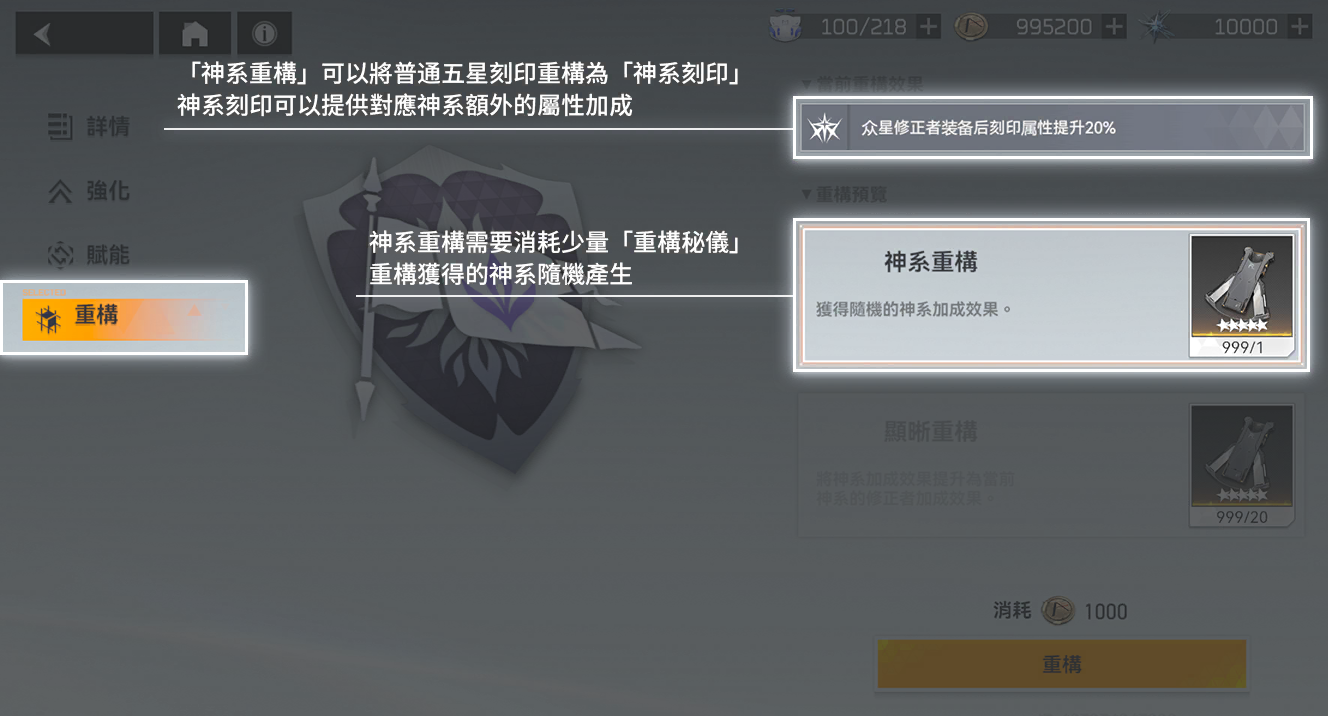 100/218
995200
10000
「神系重構」可以將普通五星刻印重構為「神系刻印」
神系刻印可以提供對應神系額外的屬性加成
當前重構效果
众星修正者装备后刻印属性提升20%
詳情
強化
賦能
重構
重構預覽
神系重構需要消耗少量「重構秘儀」
重構獲得的神系隨機產生
神系重構
獲得隨機的神系加成效果。
999/1
顯晰重構
將神系加成效果提升為當前
神系的修正者加成效果。
999/20
消耗
1000
重構